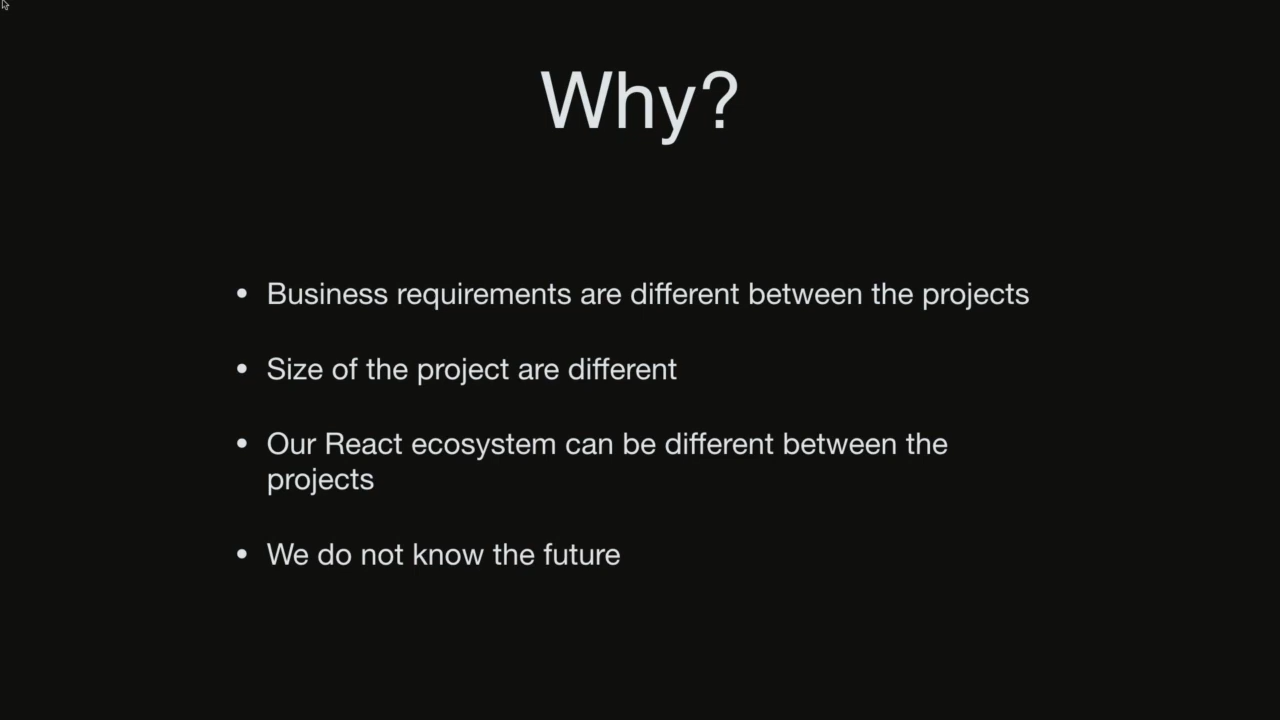 Why?
• Business requirements are different between the projects
• Size of the project are different
• Our React ecosystem can be different between the
projects
• We do not know the future